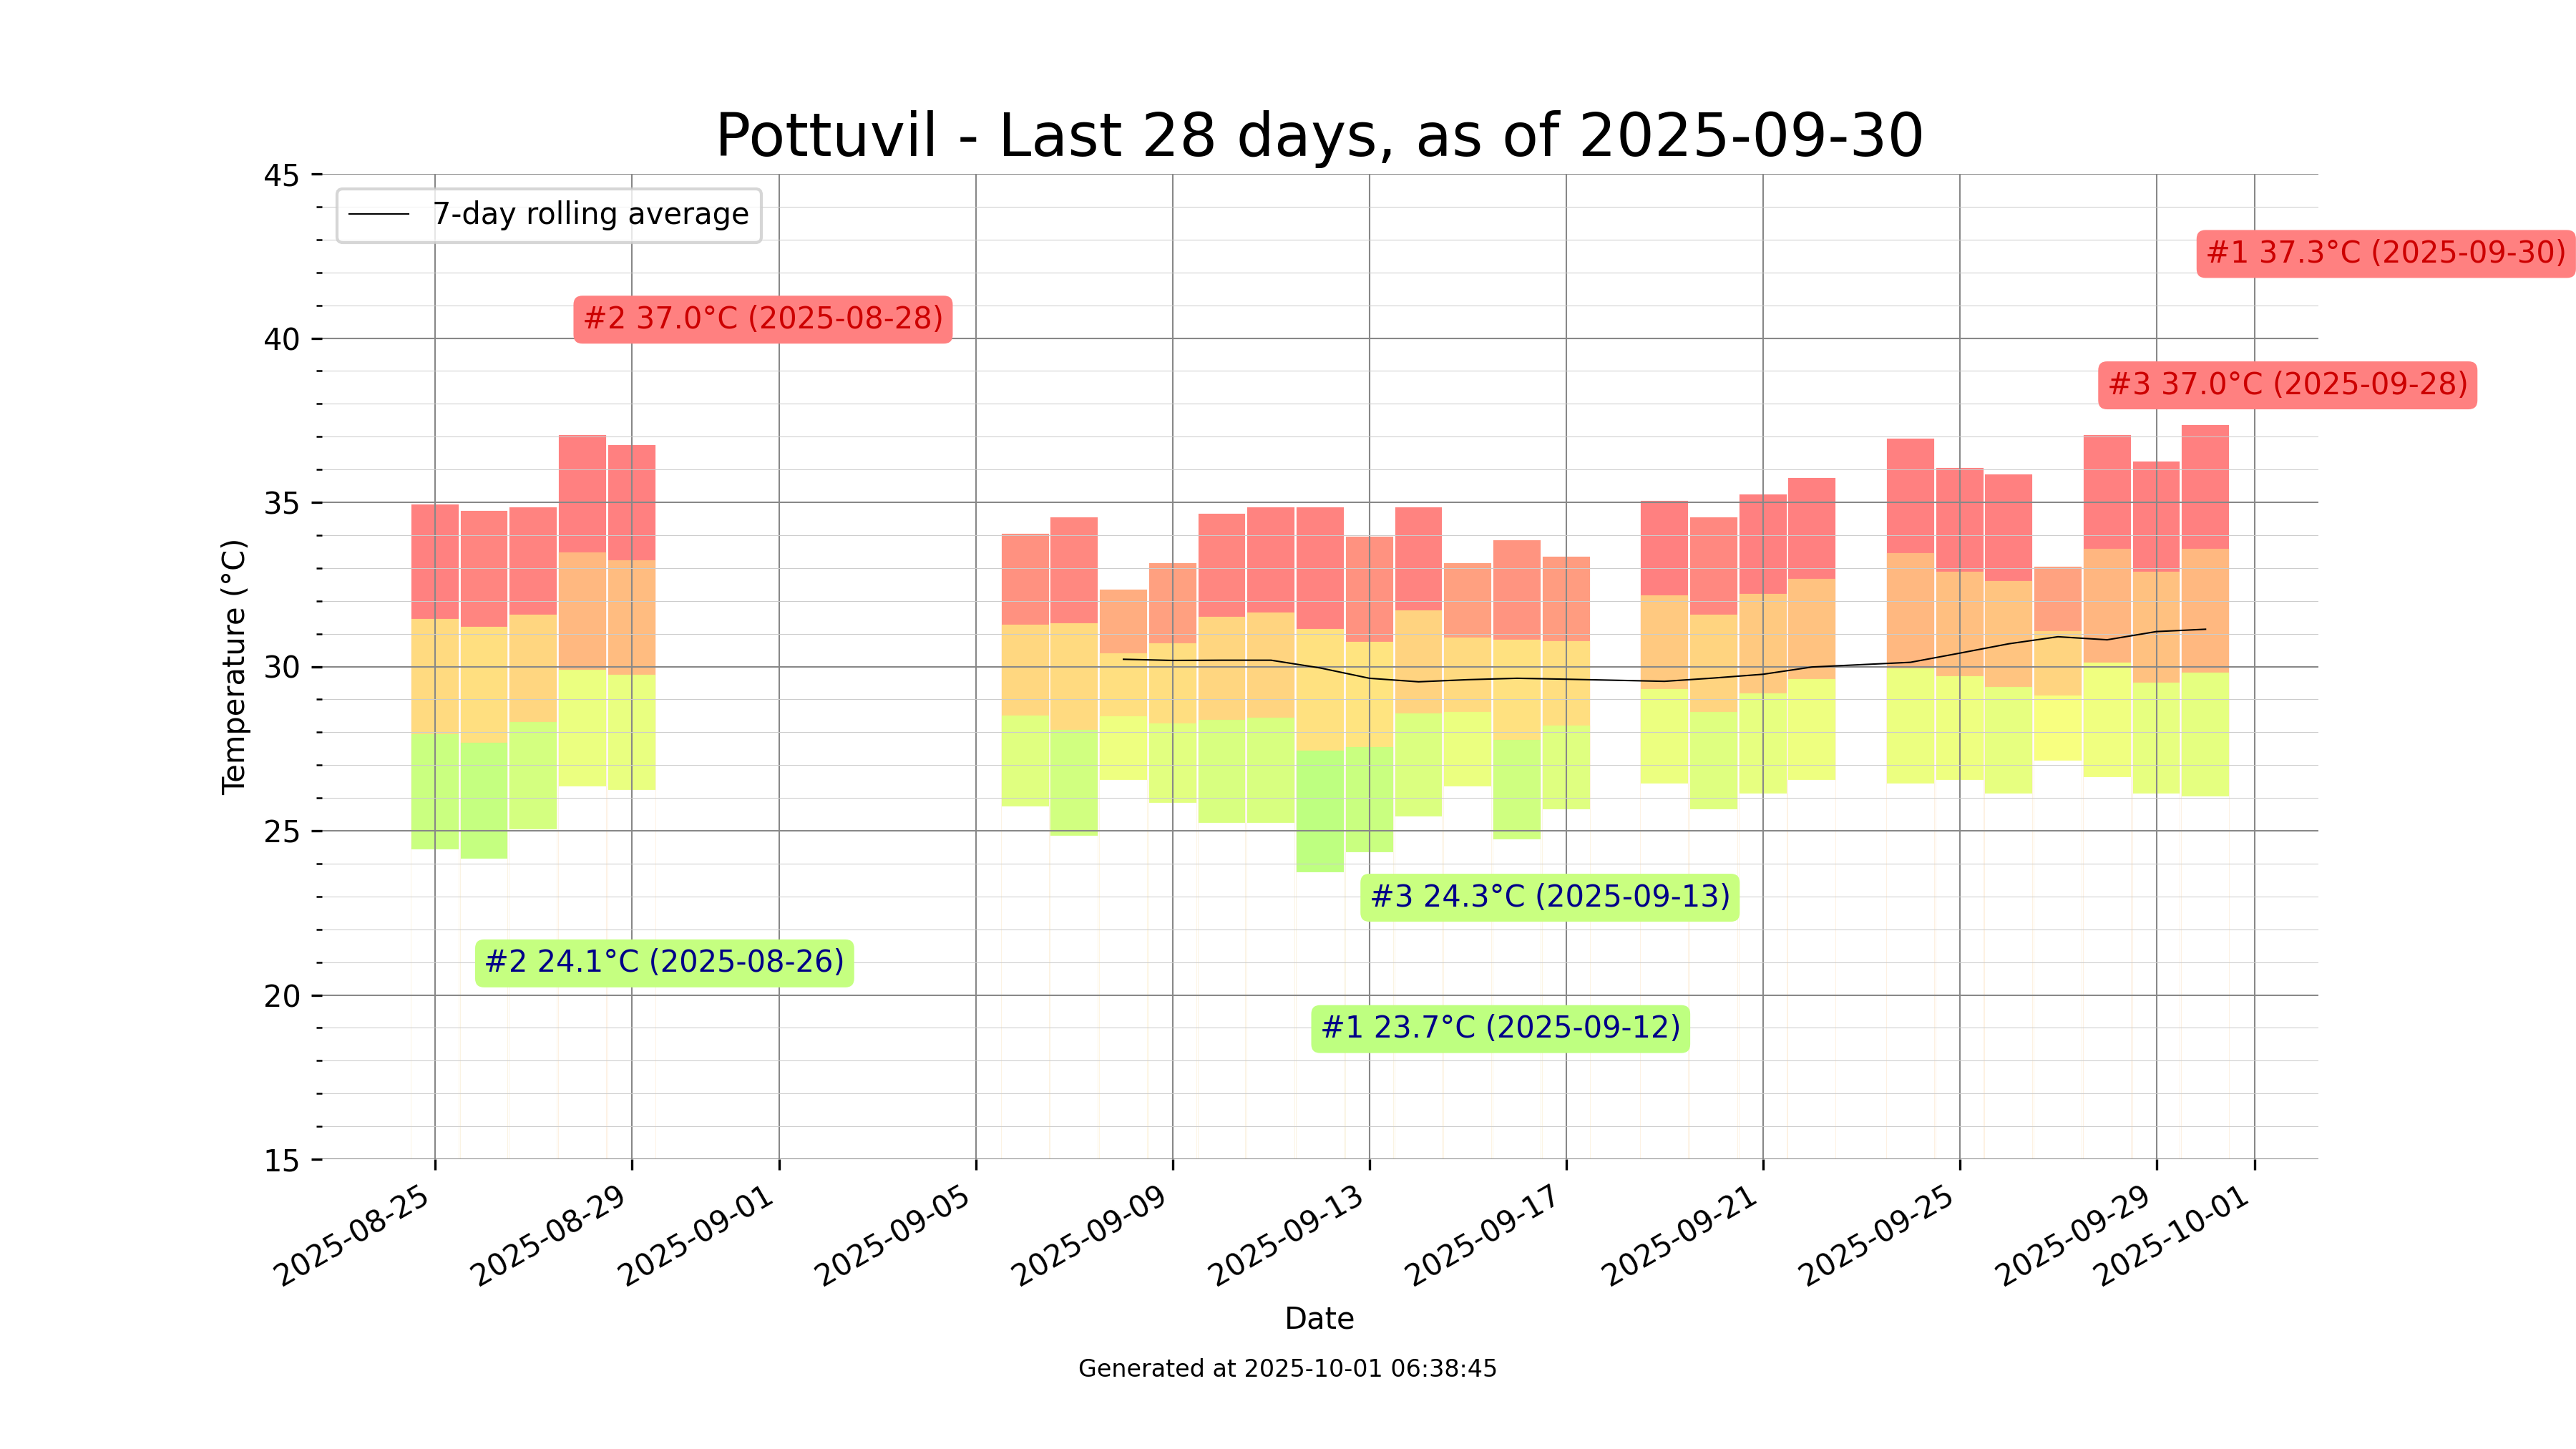 Pottuvil - Last 28 days, as of 2025-09-30
7-day rolling average
#1 37.3°C (2025-09-30)
#2 37.0°C (2025-08-28)
#3 37.0°C (2025-09-28)
#3 24.3°C (2025-09-13)
#2 24.1°C (2025-08-26)
#1 23.7°C (2025-09-12)
Temperature (°C)
45
40
35
30
25
20
15
2025-08-25
2025-08-29
2025-09-01
2025-09-05
2025-09-09
2025-09-13
2025-09-17
2025-09-21
2025-09-25
2025-09-29
2025-10-01
Date
Generated at 2025-10-01 06:38:45